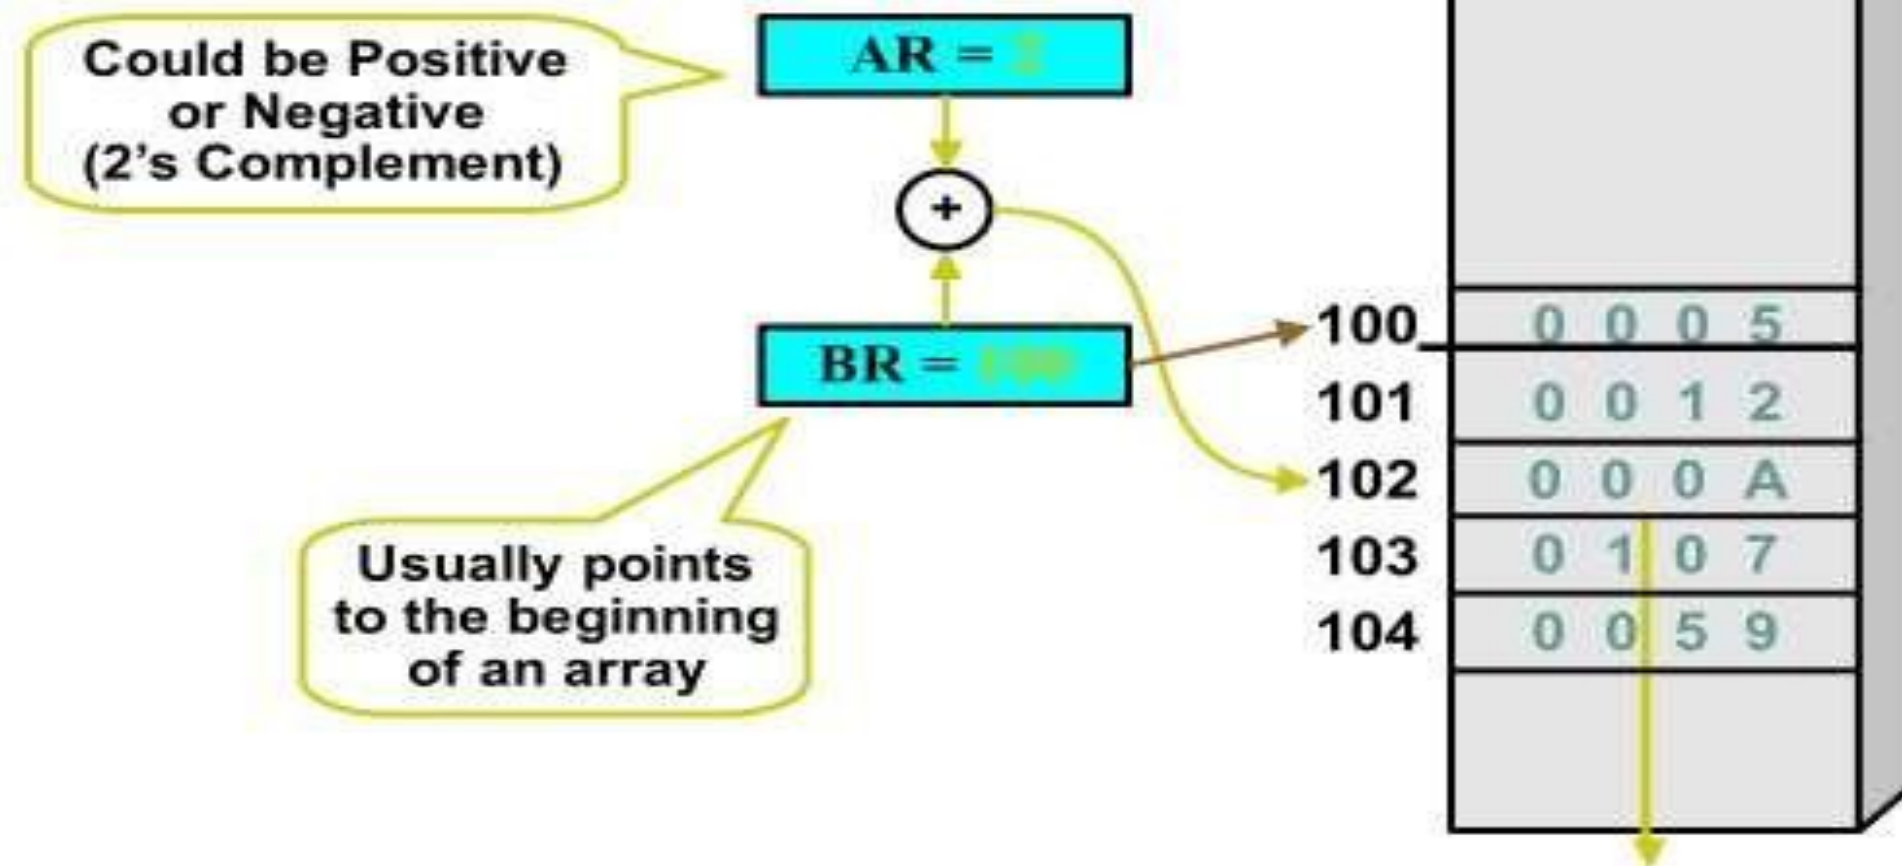 Could be Positive
or Negative
(2's Complement)
AR = 2
+
BR = 100
Usually points
to the beginning
of an array
100 0 0 0 5
101 0 0 1 2
102 0 0 0 A
103 0 1 0 7
104 0 0 5 9